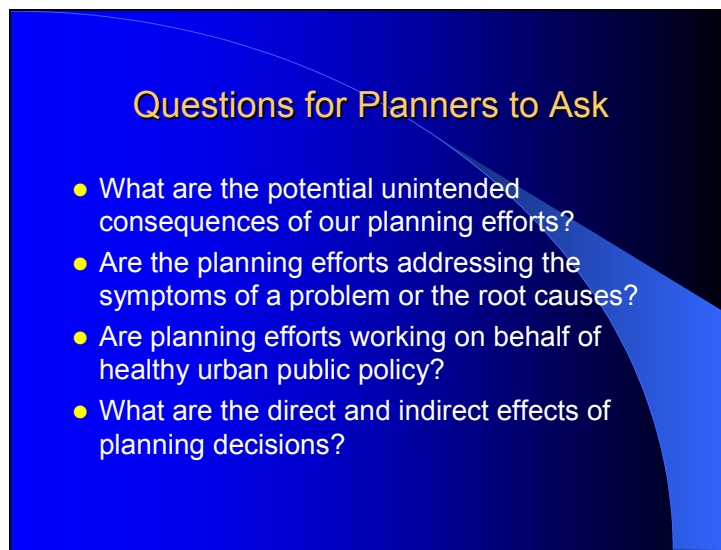 Questions for Planners to Ask
What are the potential unintended
consequences of our planning efforts?
Are the planning efforts addressing the
symptoms of a problem or the root causes?
Are planning efforts working on behalf of
healthy urban public policy?
What are the direct and indirect effects of
planning decisions?